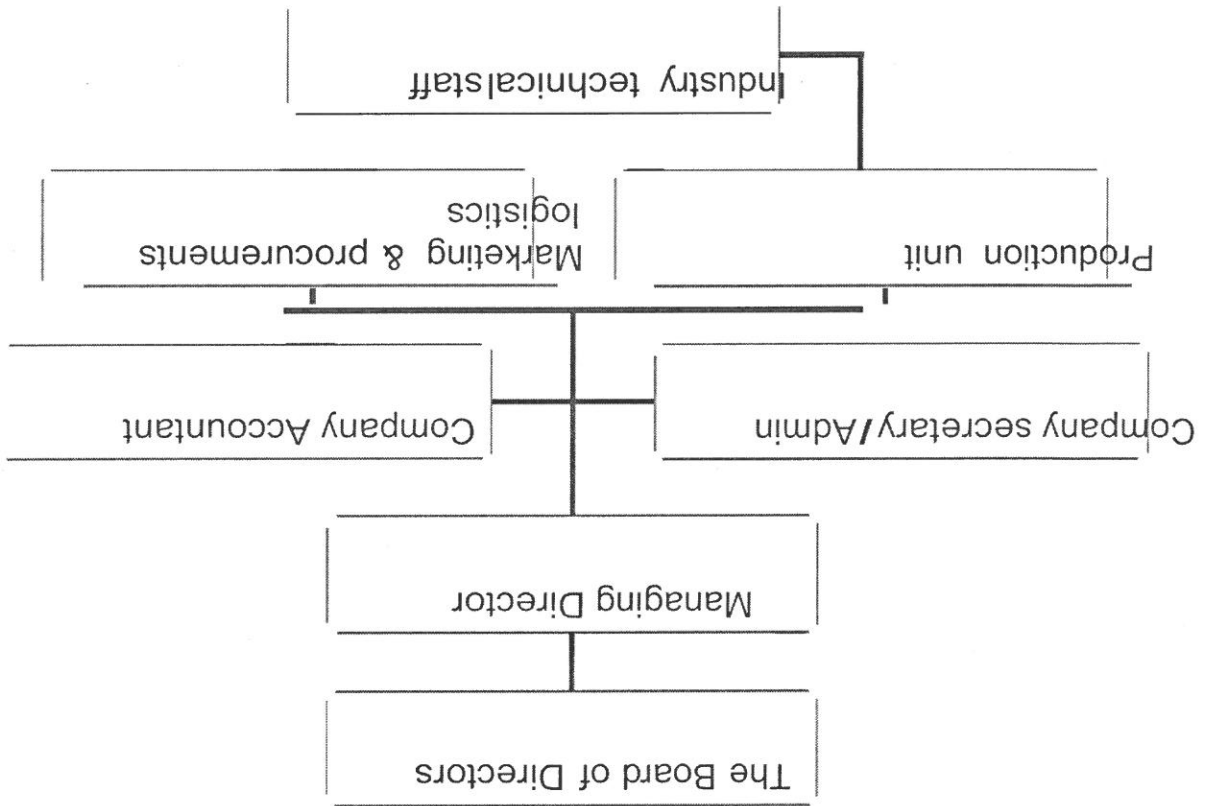 The Board of Directors
Managing Director
Company secretary/Admin
Company Accountant
Production unit
Marketing & procurements
logistics
Industry technicalstaff